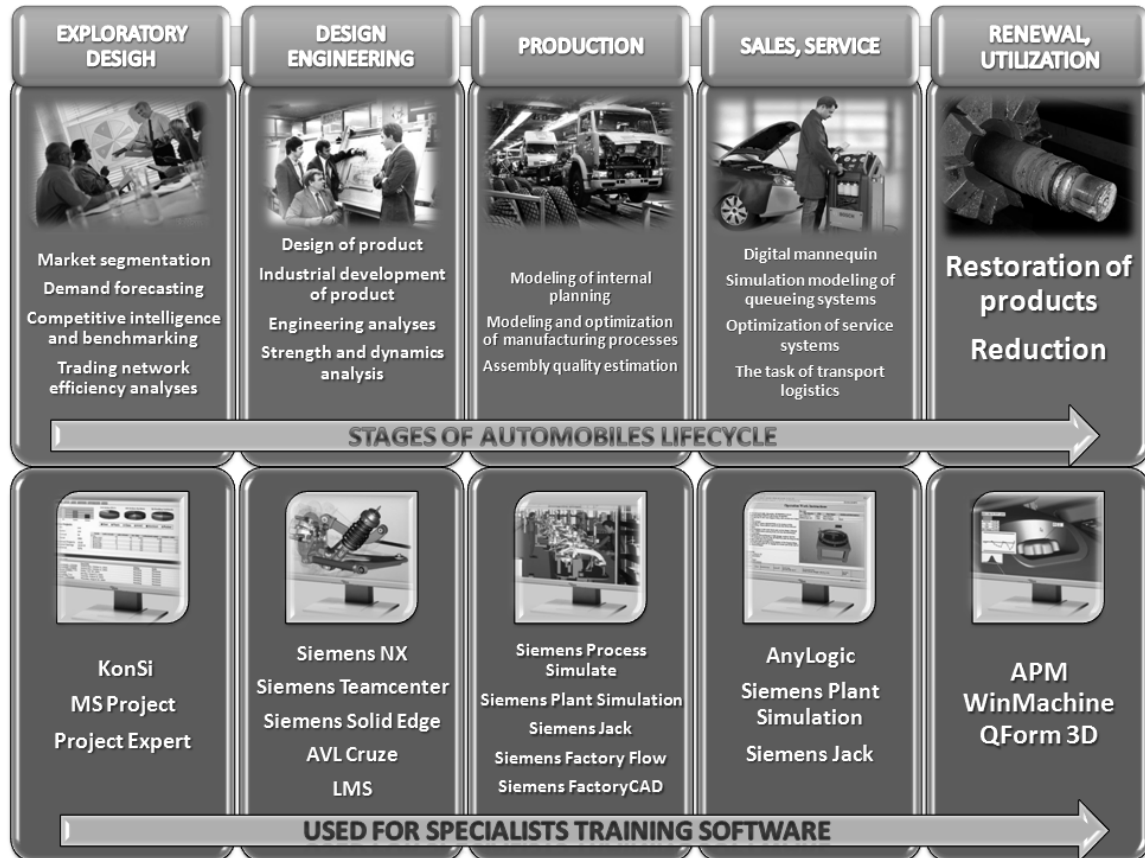 EXPLORATORY
DESIGH
DESIGN
ENGINEERING
PRODUCTION
SALES, SERVICE
RENEWAL,
UTILIZATION
Market segmentation
Demand forecasting
Competitive intelligence
and benchmarking
Trading network
efficiency analyses
Design of product
Industrial development
of product
Engineering analyses
Strength and dynamics
analysis
Modeling of internal
planning
Modeling and optimization
of manufacturing processes
Assembly quality estimation
Digital mannequin
Simulation modeling of
queueing systems
Optimization of service
systems
The task of transport
logistics
Restoration of
products
Reduction
STAGES OF AUTOMOBILES LIFECYCLE
KonSi
MS Project
Project Expert
Siemens NX
Siemens Teamcenter
Siemens Solid Edge
AVL Cruze
LMS
Siemens Process
Simulate
Siemens Plant Simulation
Siemens Jack
Siemens Factory Flow
Siemens FactoryCAD
AnyLogic
Siemens Plant
Simulation
Siemens Jack
APM
WinMachine
QForm 3D
USED FOR SPECIALISTS TRAINING SOFTWARE